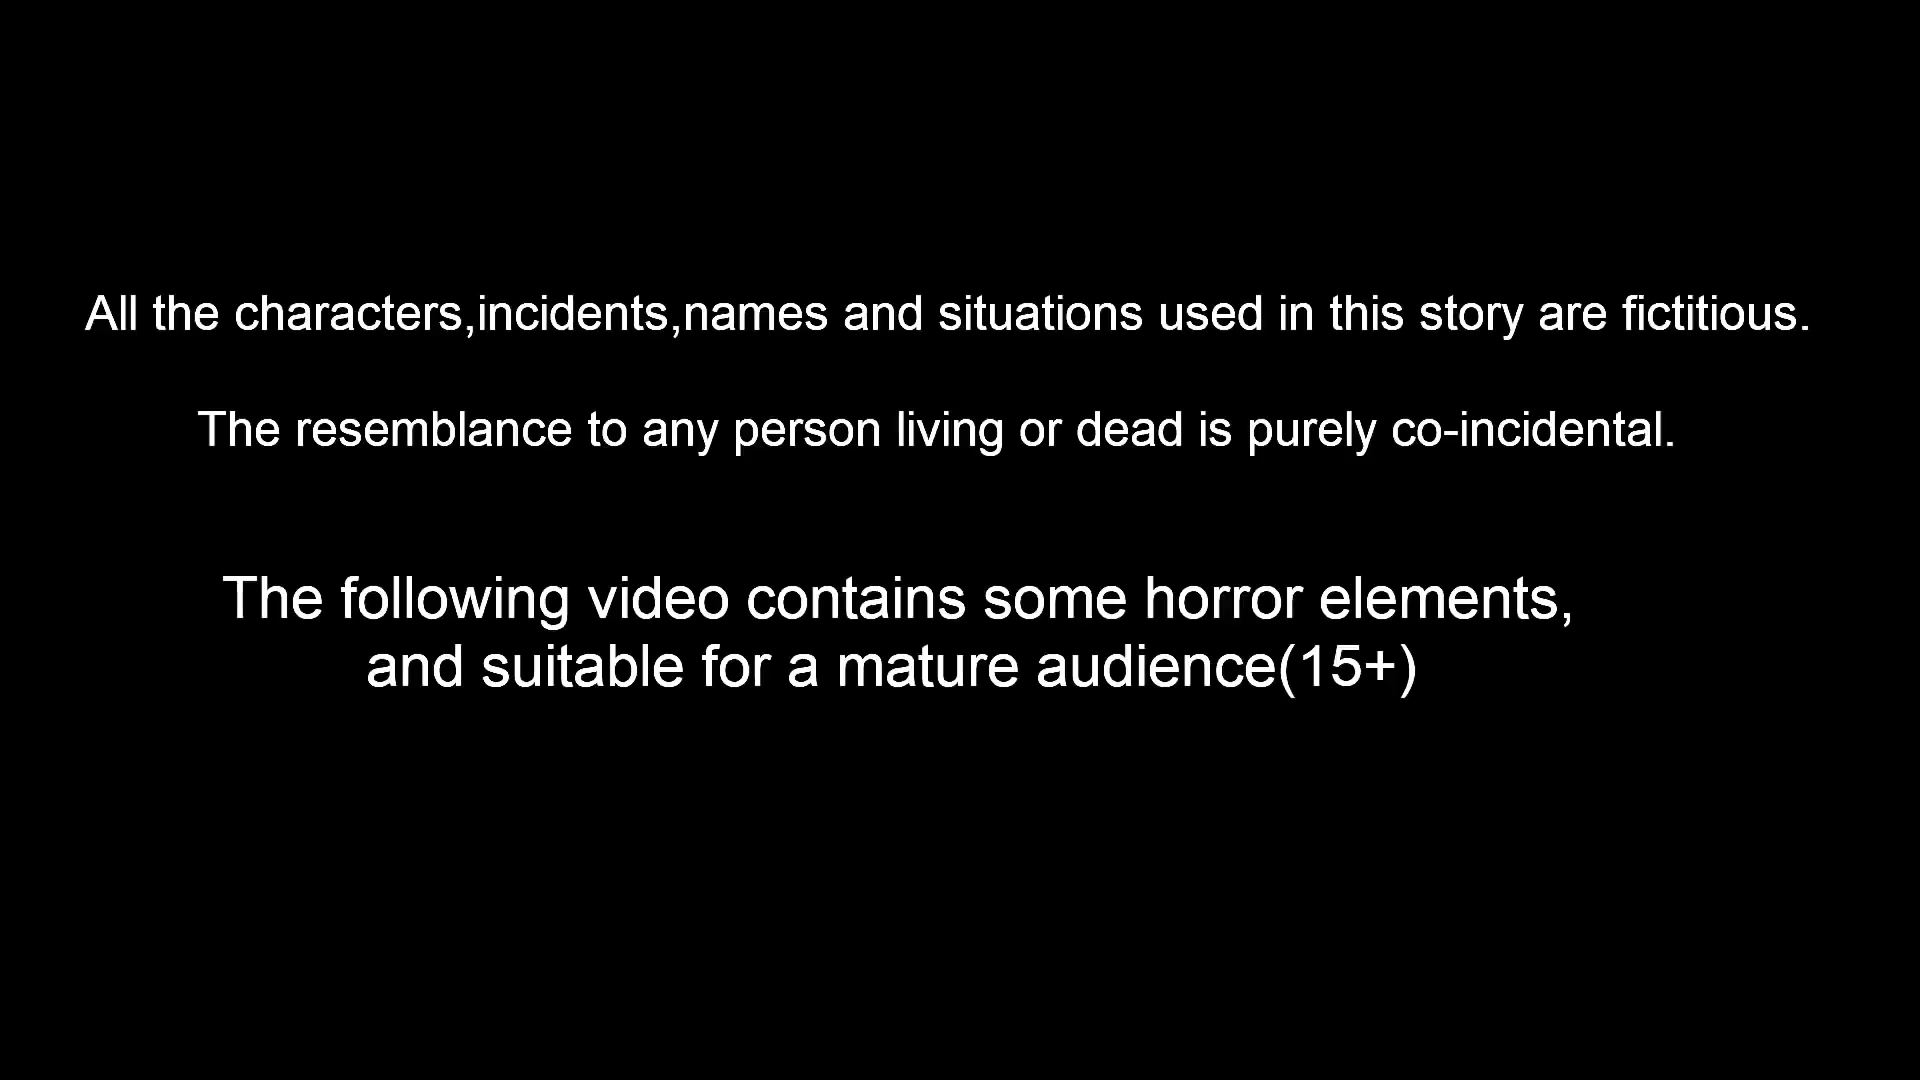 All the characters,incidents,names and situations used in this story are fictitious.
The resemblance to any person living or dead is purely co-incidental.
The following video contains some horror elements,
and suitable for a mature audience(15+)